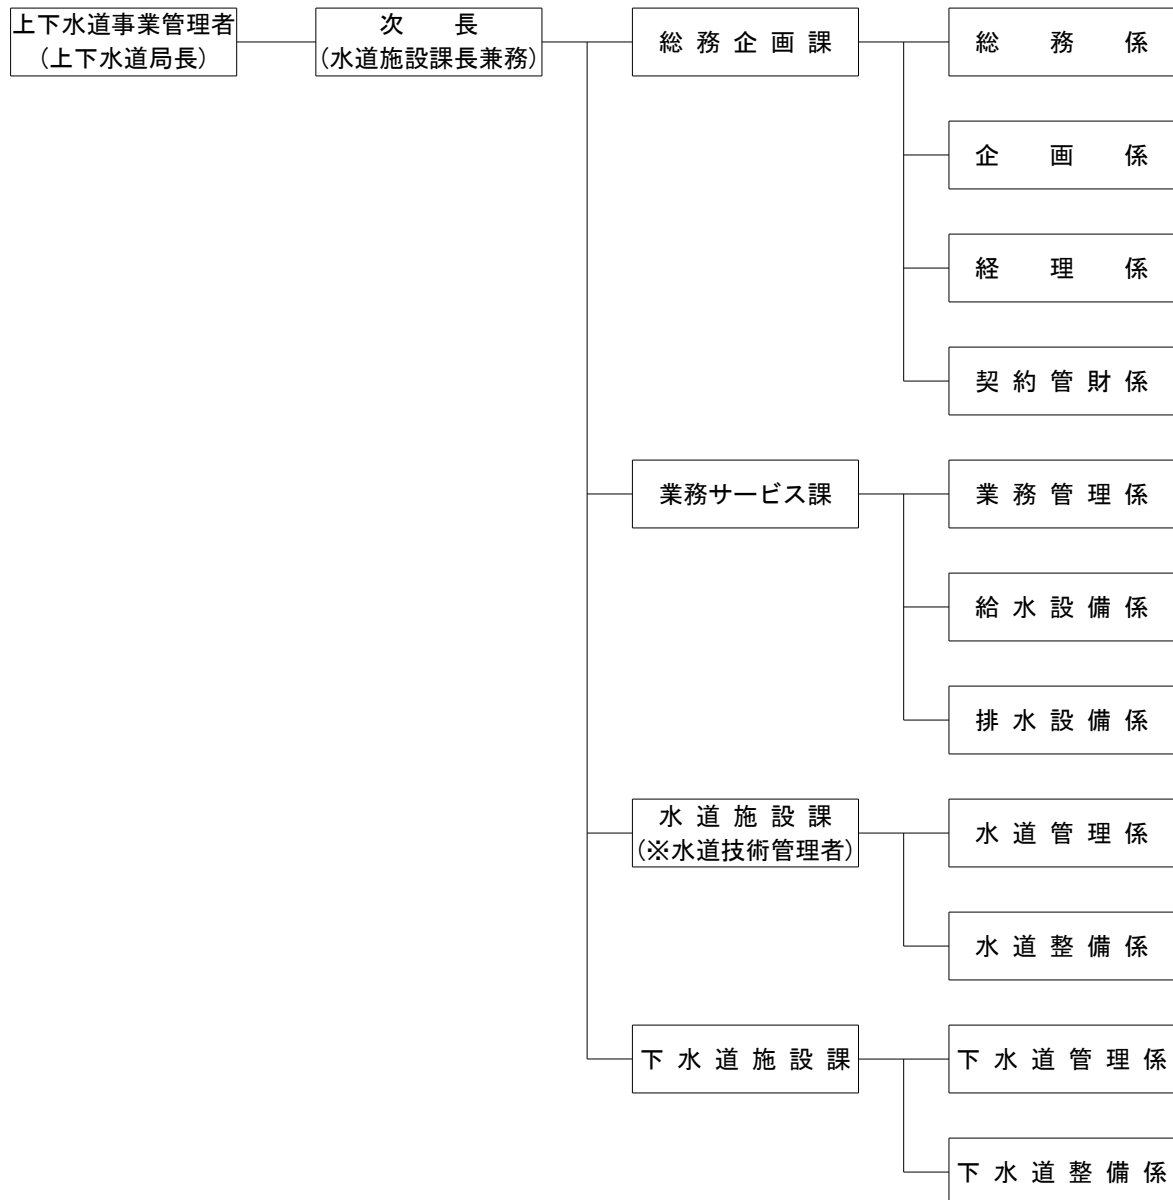 上下水道事業管理者
(上下水道局長)
次　　長
(水道施設課長兼務)
総務企画課
総務係
企画係
経理係
契約管財係
業務サービス課
業務管理係
給水設備係
排水設備係
水道施設課
(※水道技術管理者)
水道管理係
水道整備係
下水道施設課
下水道管理係
下水道整備係